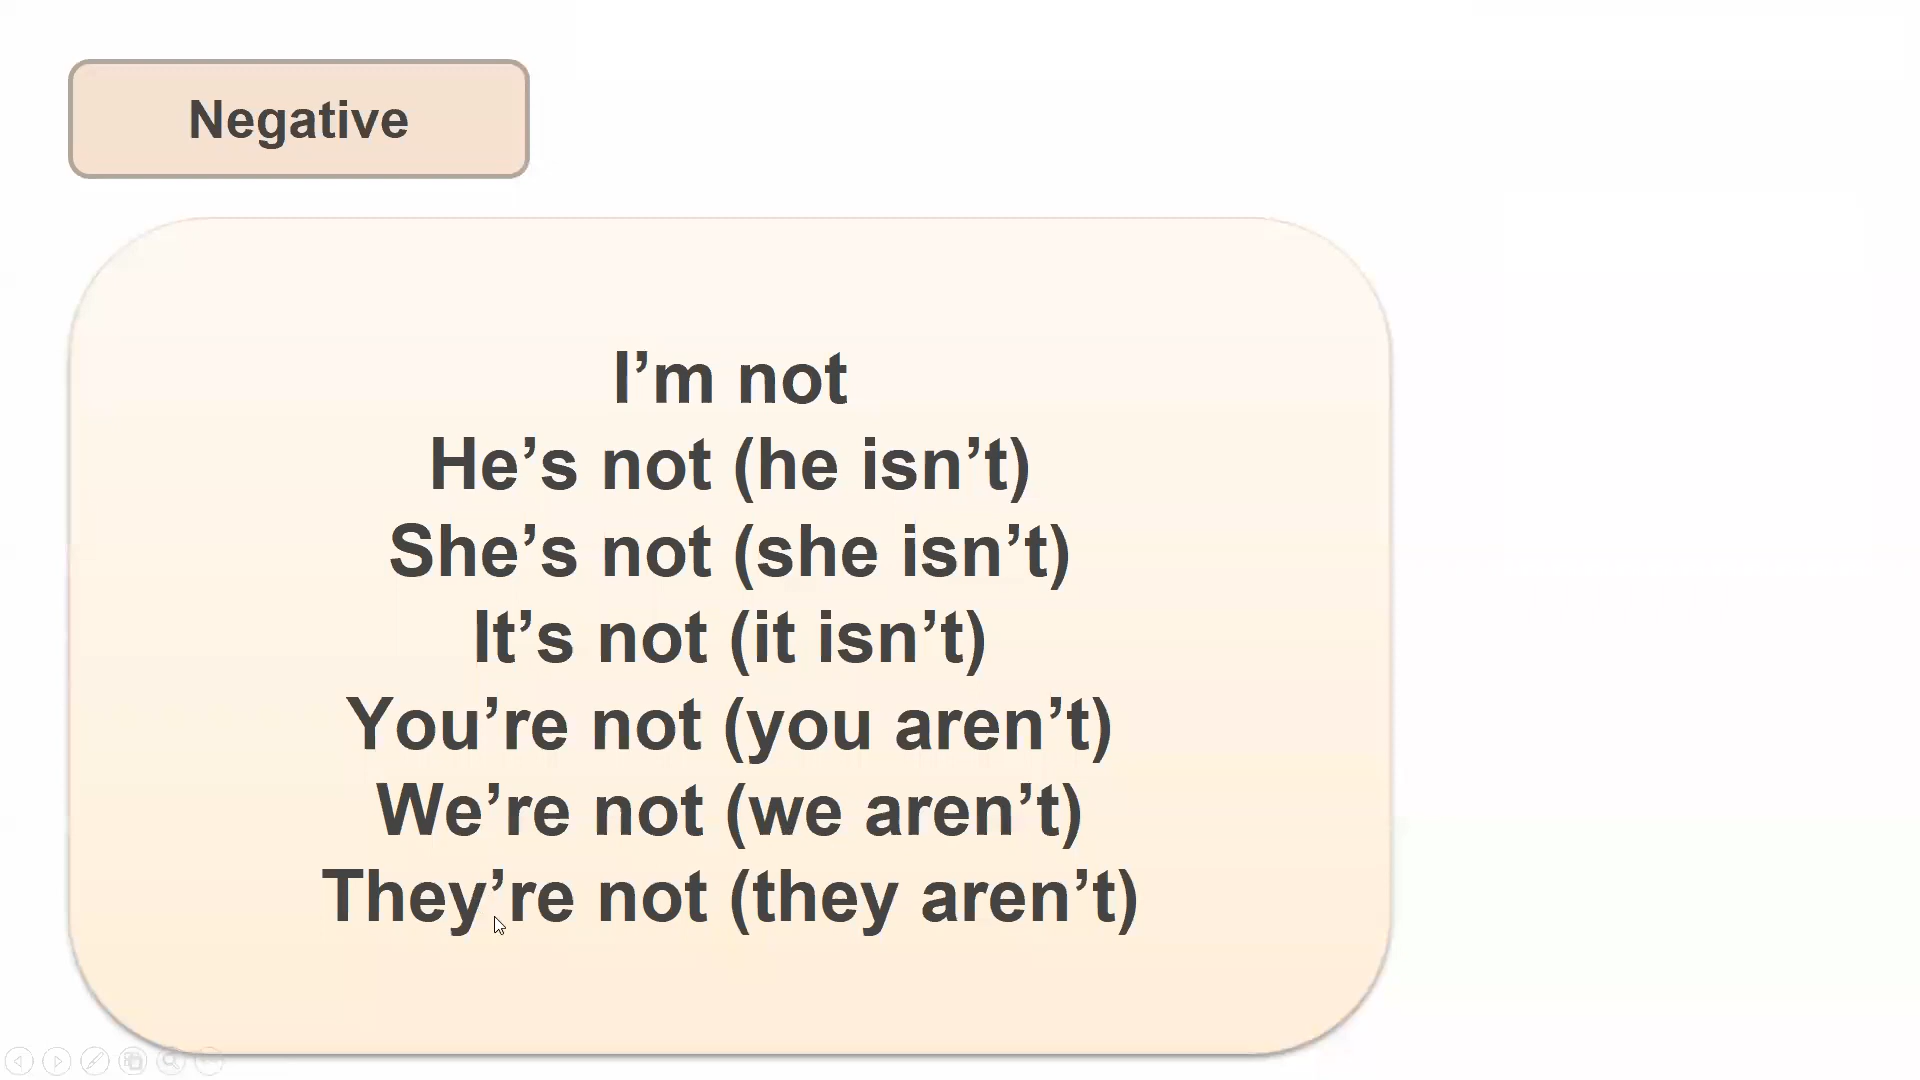 Negative
I’m not
He’s not (he isn’t)
She’s not (she isn’t)
It’s not (it isn’t)
You’re not (you aren’t)
We’re not (we aren’t)
They’re not (they aren’t)